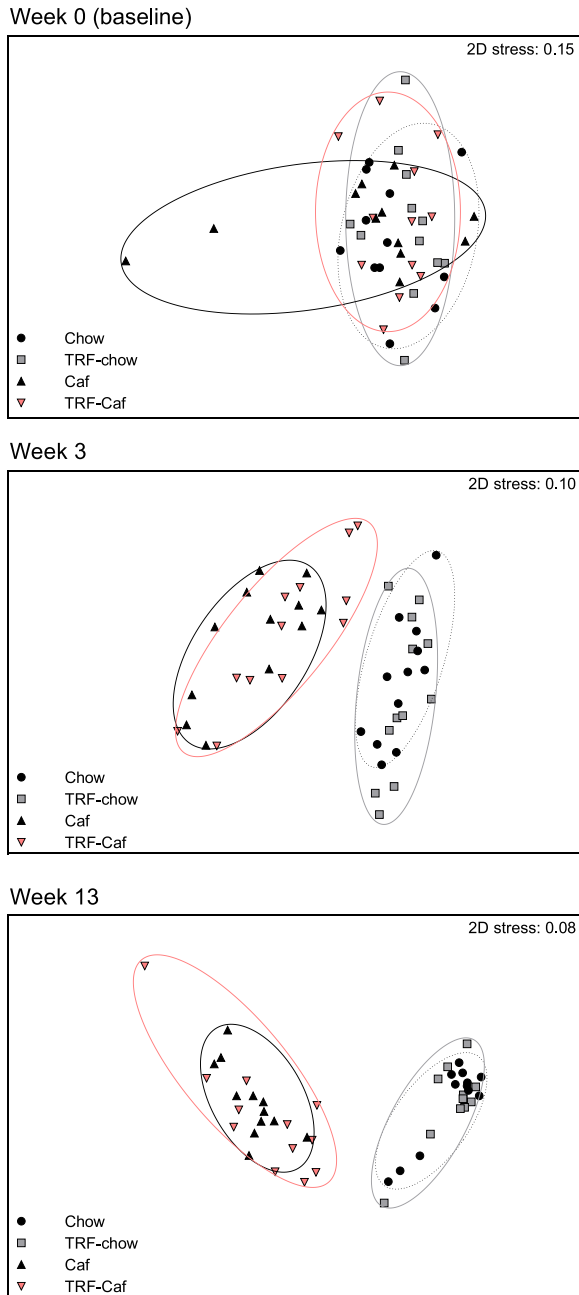 Week 0 (baseline)
2D stress: 0.15
Chow
TRF-chow
Caf
TRF-Caf
Week 3
2D stress: 0.10
Chow
TRF-chow
Caf
TRF-Caf
Week 13
2D stress: 0.08
Chow
TRF-chow
Caf
TRF-Caf